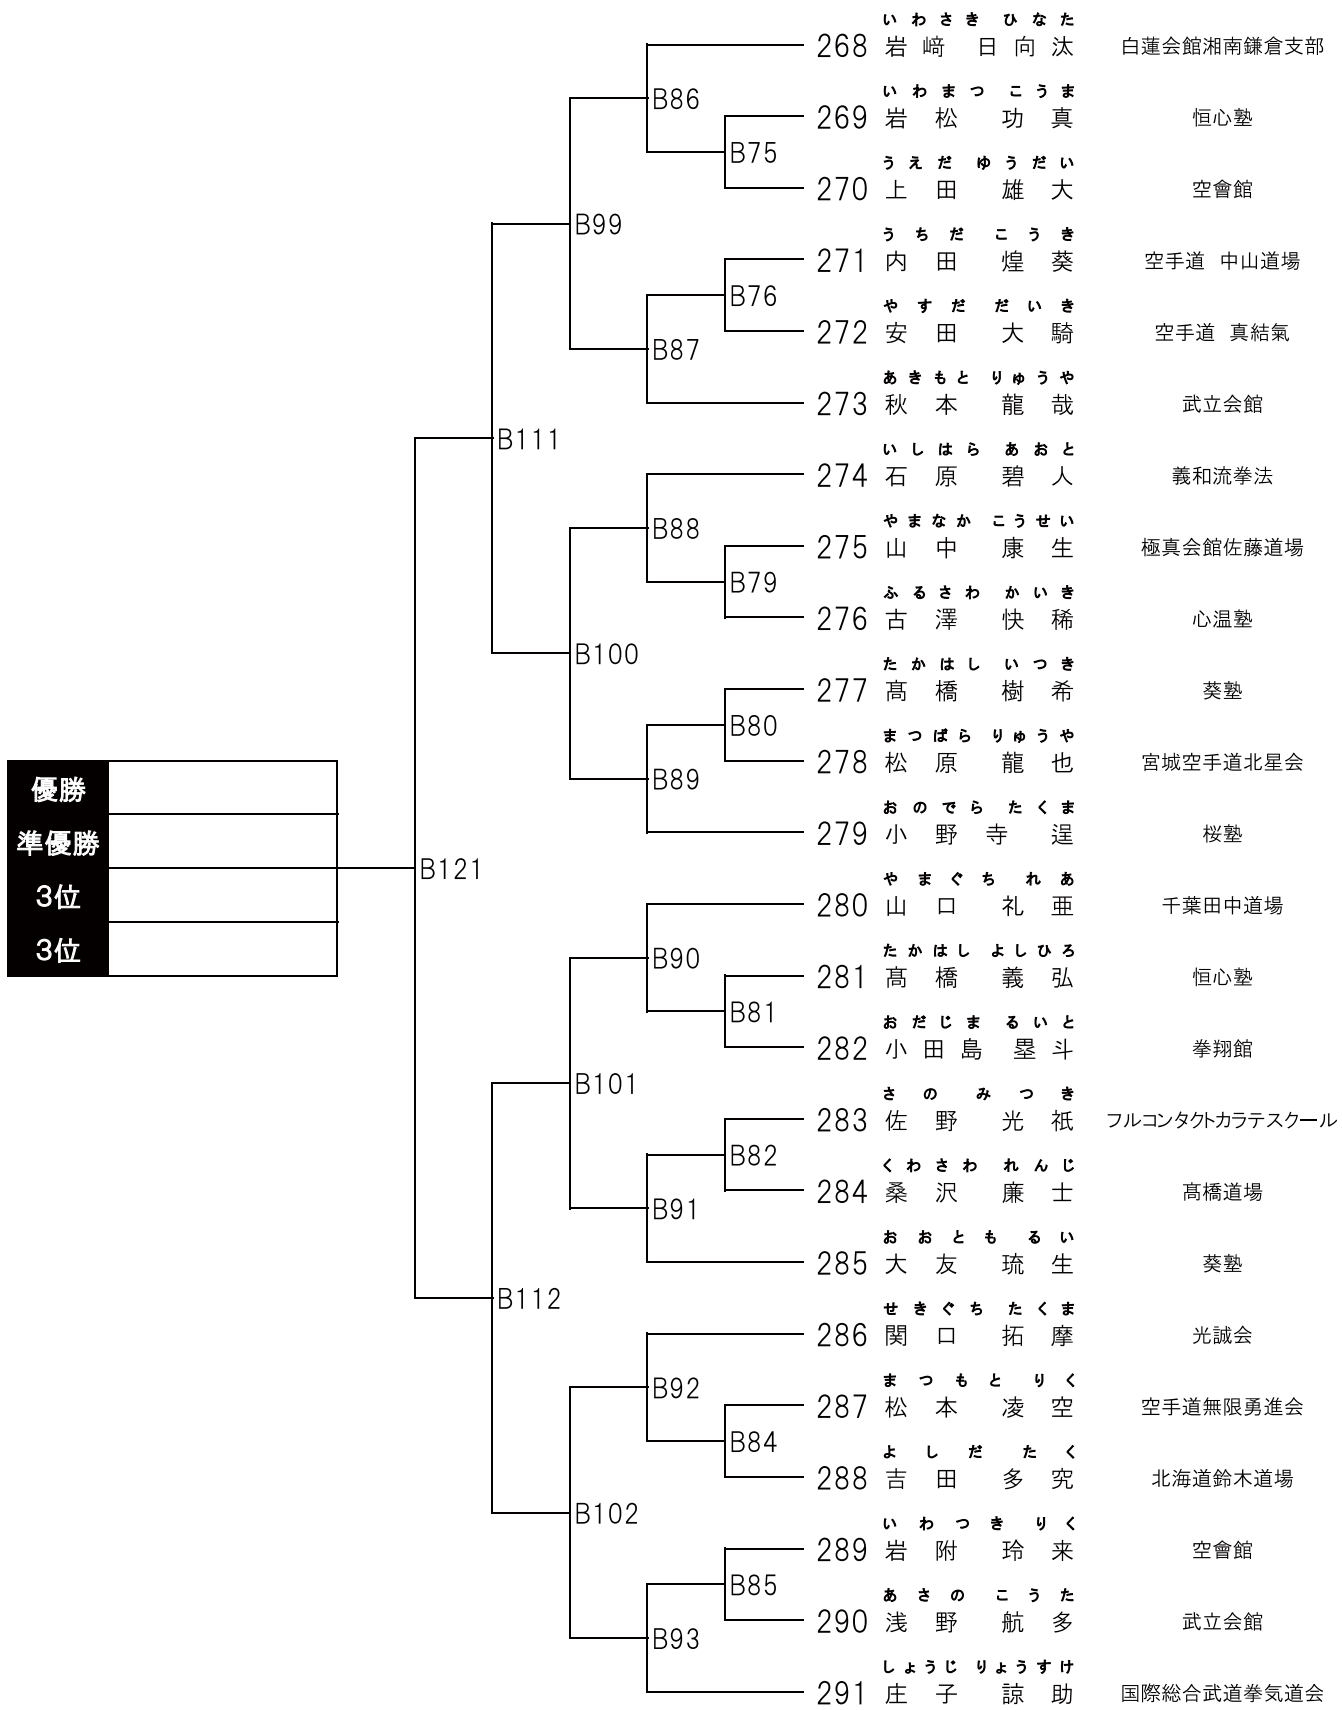 いわさき ひなた
268 岩﨑 日向汰 白蓮会館湘南鎌倉支部
B86
いわまつ こうま
269 岩松 功真 恒心塾
B75
うえだ ゆうだい
270 上田 雄大 空會館
B99
うちだ こうき
271 内田 煌葵 空手道 中山道場
B76
やすだ だいき
272 安田 大騎 空手道 真結氣
B87
あきもと りゅうや
273 秋本 龍哉 武立会館
B111
いしはら あおと
274 石原 碧人 義和流拳法
B88
やまなか こうせい
275 山中 康生 極真会館佐藤道場
B79
ふるさわ かいき
276 古澤 快稀 心温塾
B100
たかはし いつき
277 髙橋 樹希 葵塾
B80
まつばら りゅうや
278 松原 龍也 宮城空手道北星会
B89
おのでら たくま
279 小野寺 逞 桜塾
優勝
準優勝
3位
3位
B121
やまぐち れあ
280 山口 礼亜 千葉田中道場
B90
たかはし よしひろ
281 髙橋 義弘 恒心塾
B81
おだじま るいと
282 小田島 塁斗 拳翔館
B101
さの みつき
283 佐野 光祇 フルコンタクトカラテスクール
B82
くわさわ れんじ
284 桑沢 廉士 髙橋道場
B91
おおとも るい
285 大友 琉生 葵塾
B112
せきぐち たくま
286 関口 拓摩 光誠会
B92
まつもと りく
287 松本 凌空 空手道無限勇進会
B84
よしだ たく
288 吉田 多究 北海道鈴木道場
B102
いわつき りく
289 岩附 玲来 空會館
B85
あさの こうた
290 浅野 航多 武立会館
B93
しょうじ りょうすけ
291 庄子 諒助 国際総合武道拳気道会